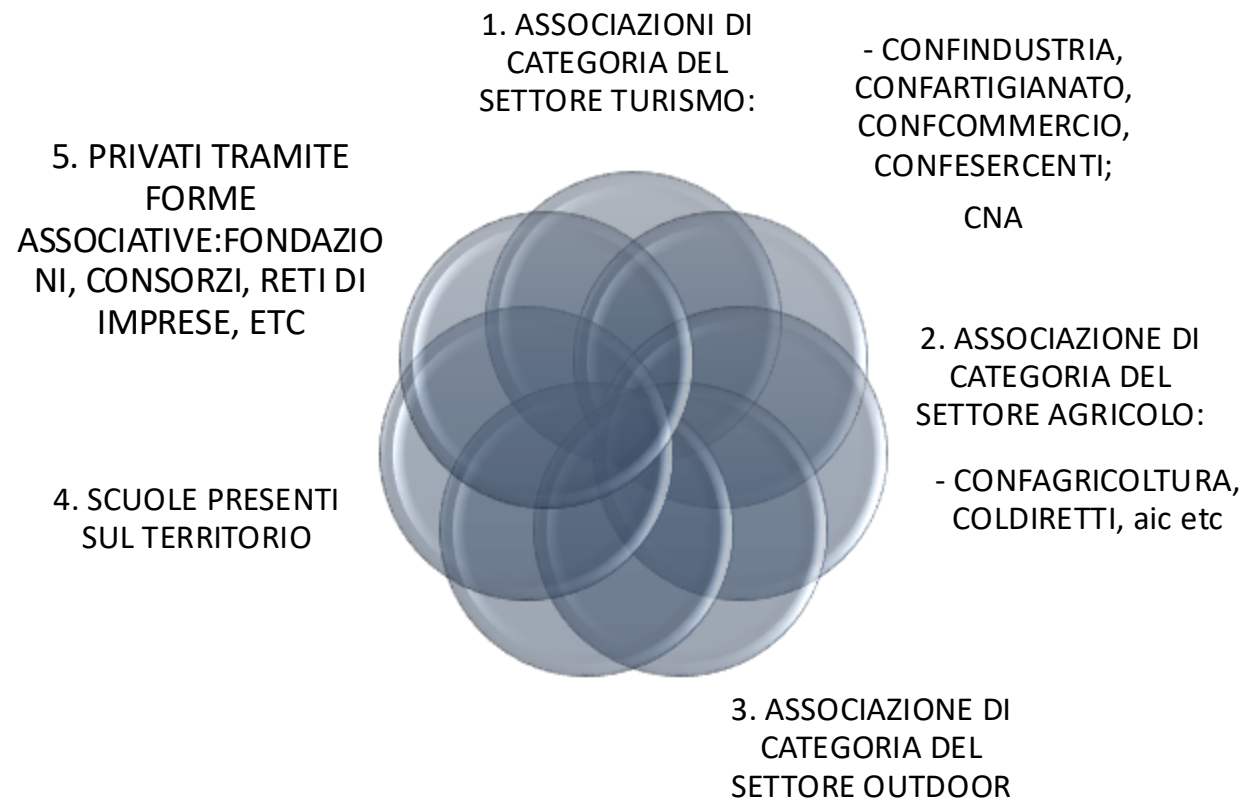 1. ASSOCIAZIONI DI
CATEGORIA DEL
SETTORE TURISMO:
- CONFINDUSTRIA,
CONFARTIGIANATO,
CONFCOMMERCIO,
CONFESERCENTI;
CNA
2. ASSOCIAZIONE DI
CATEGORIA DEL
SETTORE AGRICOLO:
- CONFAGRICOLTURA,
COLDIRETTI, aic etc
3. ASSOCIAZIONE DI
CATEGORIA DEL
SETTORE OUTDOOR
4. SCUOLE PRESENTI
SUL TERRITORIO
5. PRIVATI TRAMITE
FORME
ASSOCIATIVE:FONDAZIO
NI, CONSORZI, RETI DI
IMPRESE, ETC